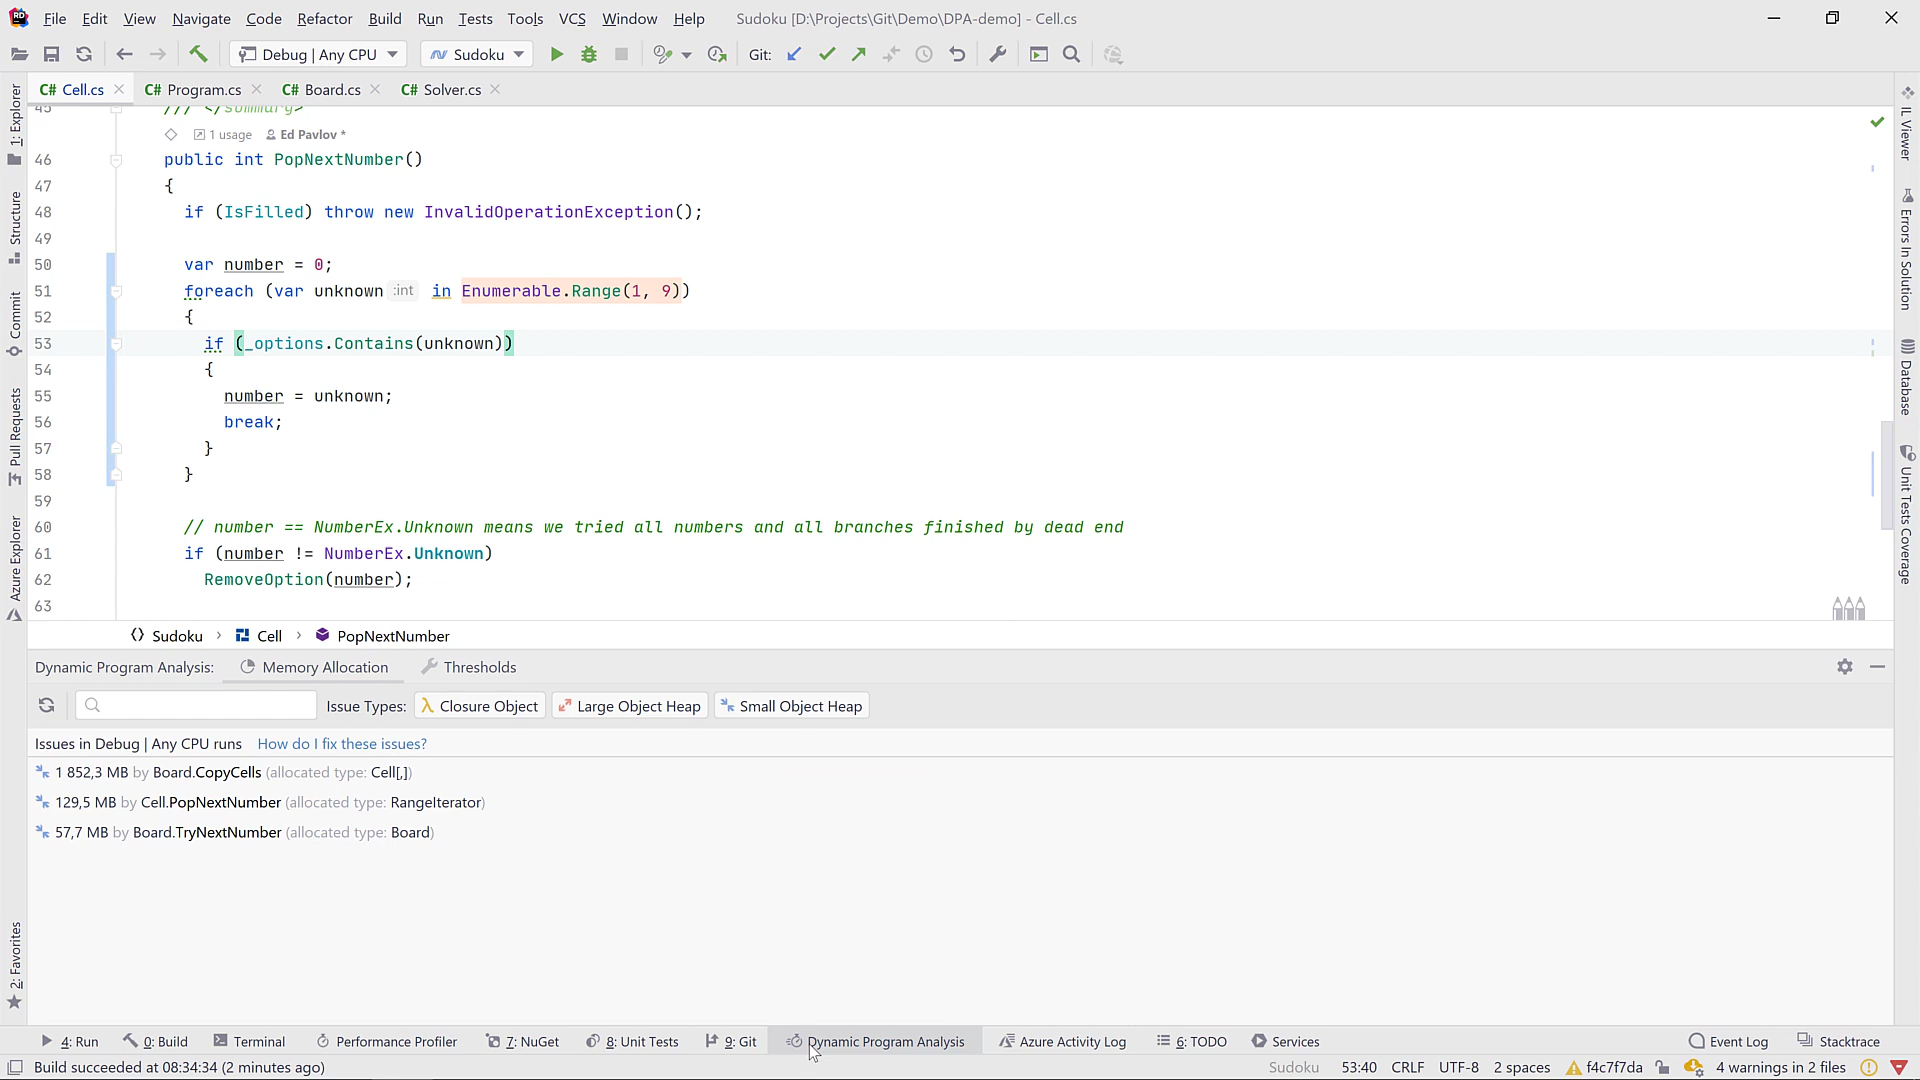 RD File Edit View Navigate Code Refactor Build Run Tests Tools VCS Window Help Sudoku [D:\Projects\Git\Demo\DPA-demo] - Cell.cs
Debug | Any CPU Sudoku Git:
C# Cell.cs C# Program.cs C# Board.cs C# Solver.cs
45 /// </summary>
1 usage Ed Pavlov *
46 public int PopNextNumber()
47 {
48 if (IsFilled) throw new InvalidOperationException();
49
50 var number = 0;
51 foreach (var unknown :int in Enumerable.Range(1, 9))
52 {
53 if (_options.Contains(unknown))
54 {
55 number = unknown;
56 break;
57 }
58 }
59
60 // number == NumberEx.Unknown means we tried all numbers and all branches finished by dead end
61 if (number != NumberEx.Unknown)
62 RemoveOption(number);
63
1: Explorer
Structure
Commit
Pull Requests
Azure Explorer
2: Favorites
IL Viewer
Errors In Solution
Database
Unit Tests Coverage
Sudoku › Cell › PopNextNumber
Dynamic Program Analysis: Memory Allocation Thresholds
Issue Types: Closure Object Large Object Heap Small Object Heap
Issues in Debug | Any CPU runs How do I fix these issues?
1 852,3 MB by Board.CopyCells (allocated type: Cell[,])
129,5 MB by Cell.PopNextNumber (allocated type: RangeIterator)
57,7 MB by Board.TryNextNumber (allocated type: Board)
4: Run 0: Build Terminal Performance Profiler 7: NuGet 8: Unit Tests 9: Git Dynamic Program Analysis Azure Activity Log 6: TODO Services Event Log Stacktrace
Build succeeded at 08:34:34 (2 minutes ago) Sudoku 53:40 CRLF UTF-8 2 spaces f4c7f7da 4 warnings in 2 files